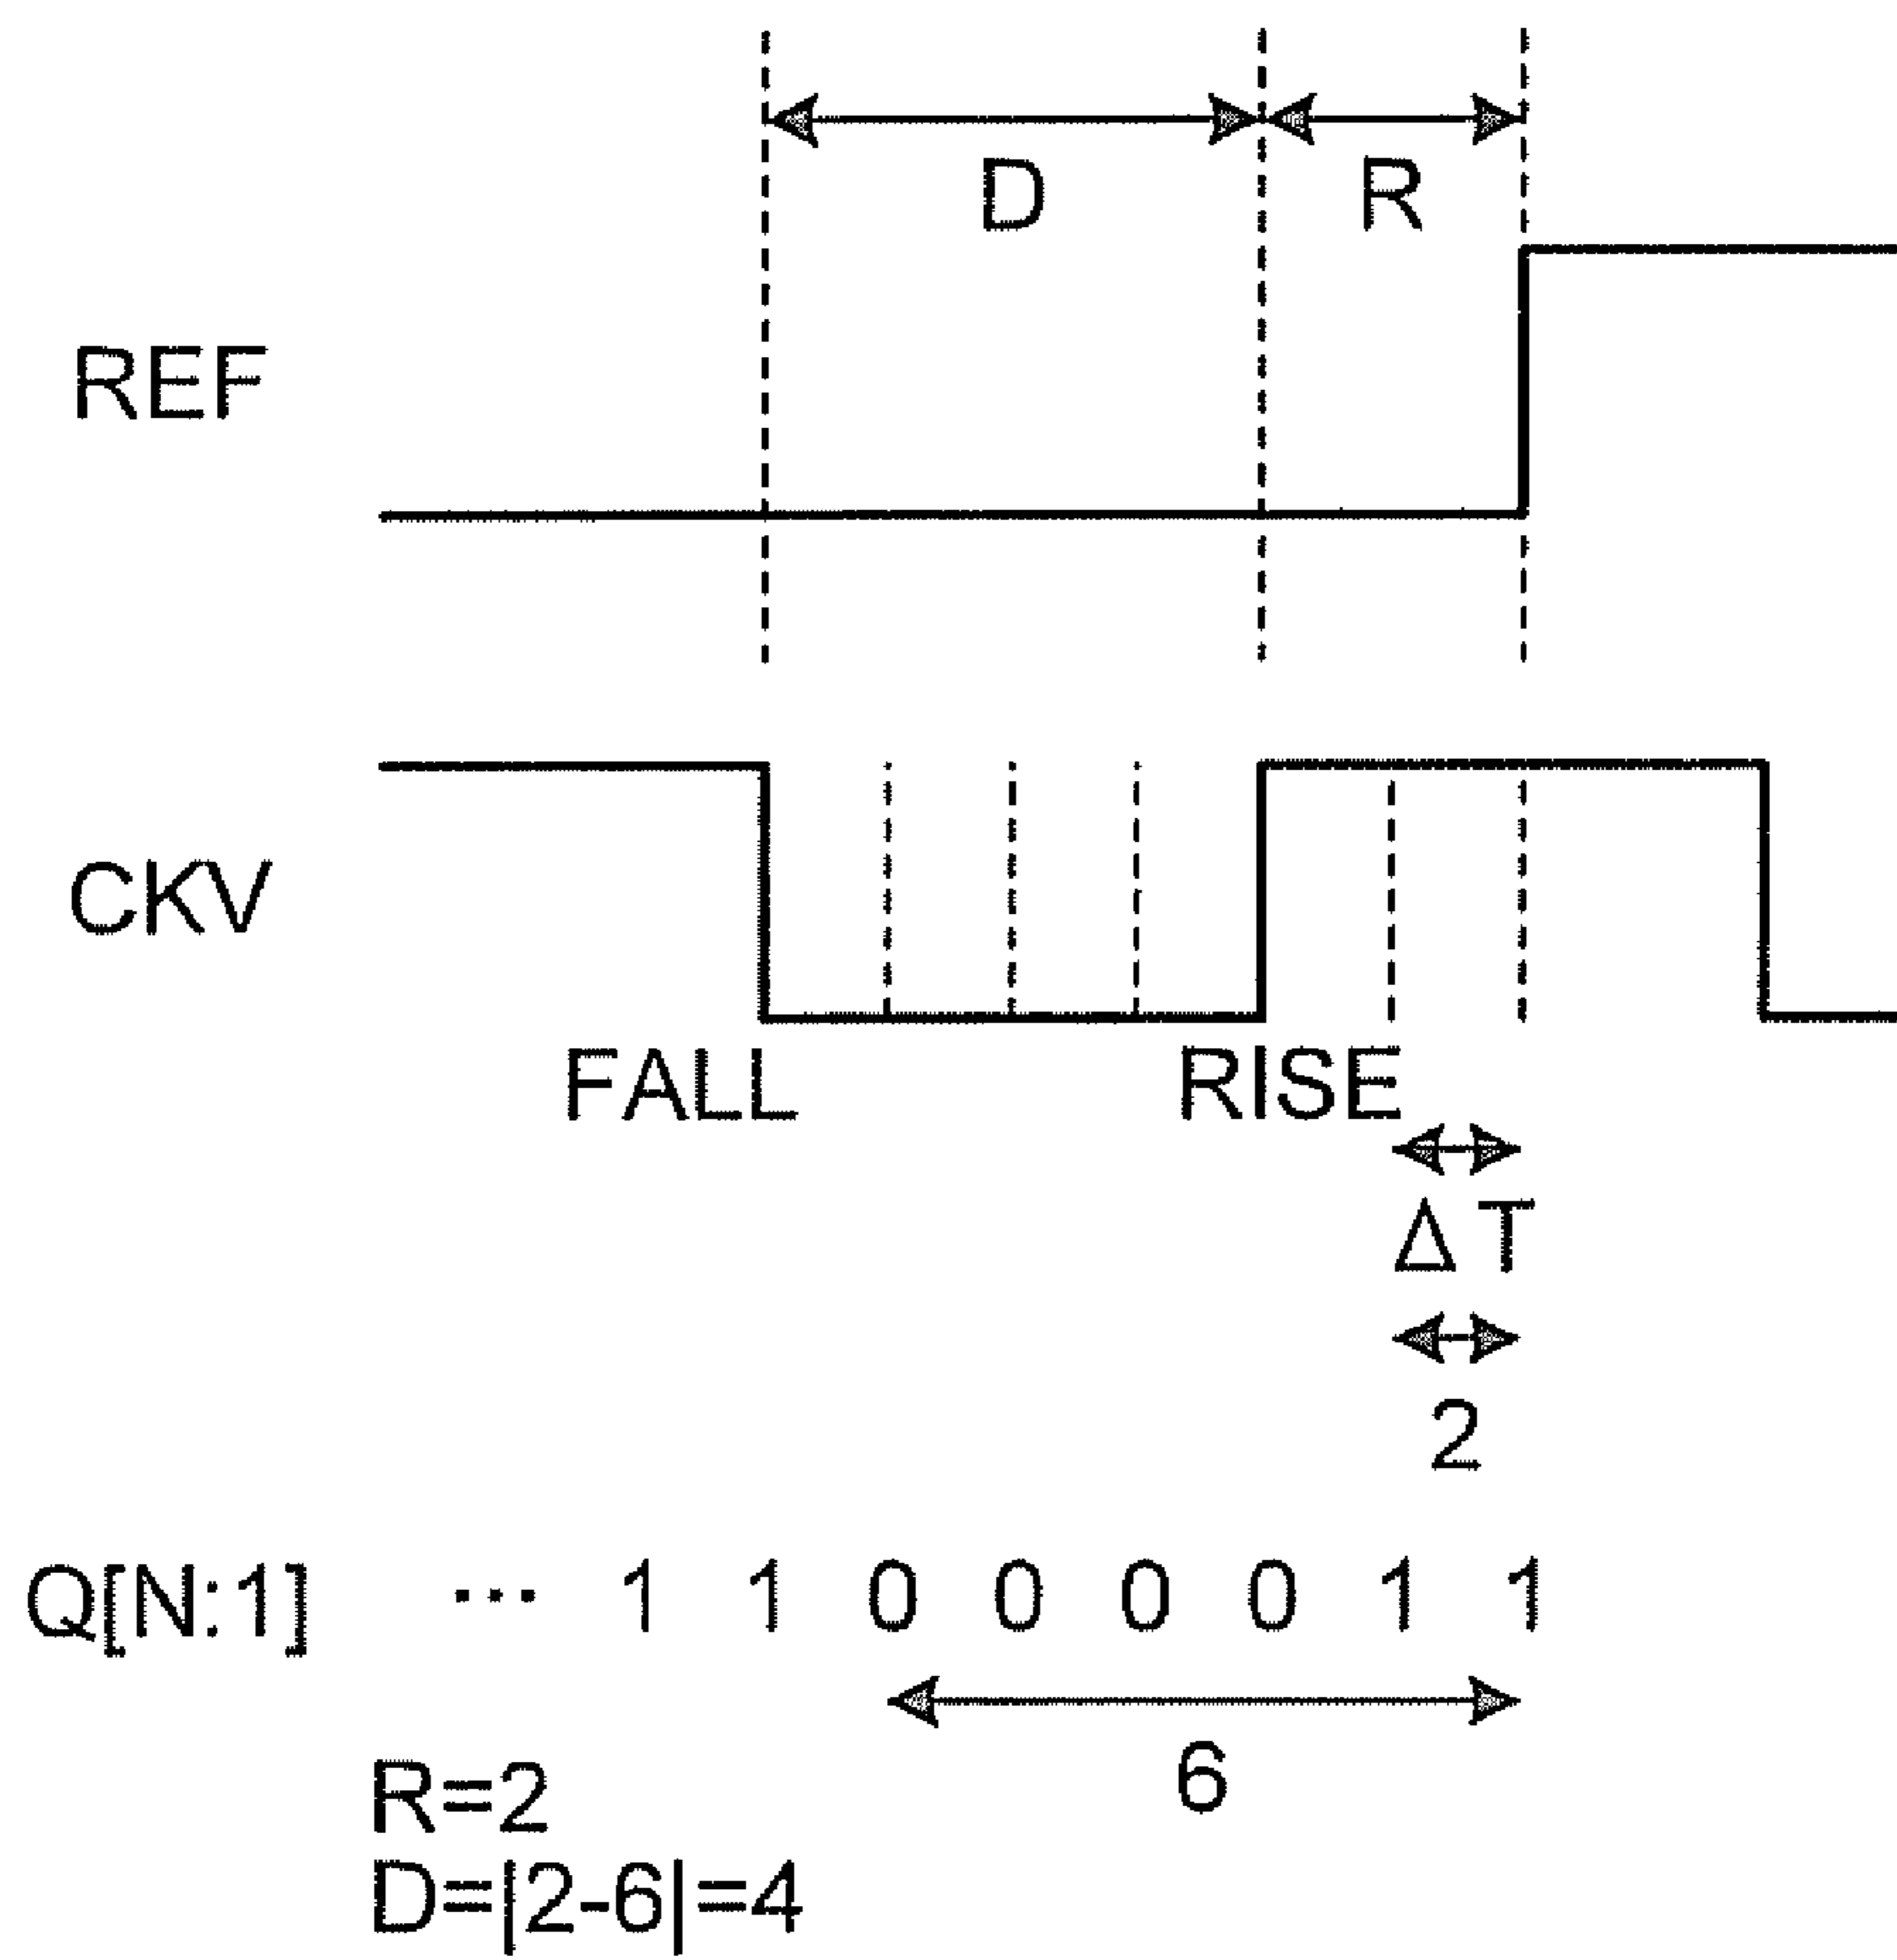 D R
REF
CKV
FALL RISE
Δ T
2
Q[N:1] ··· 1 1 0 0 0 0 1 1
6
R=2
D=|2-6|=4